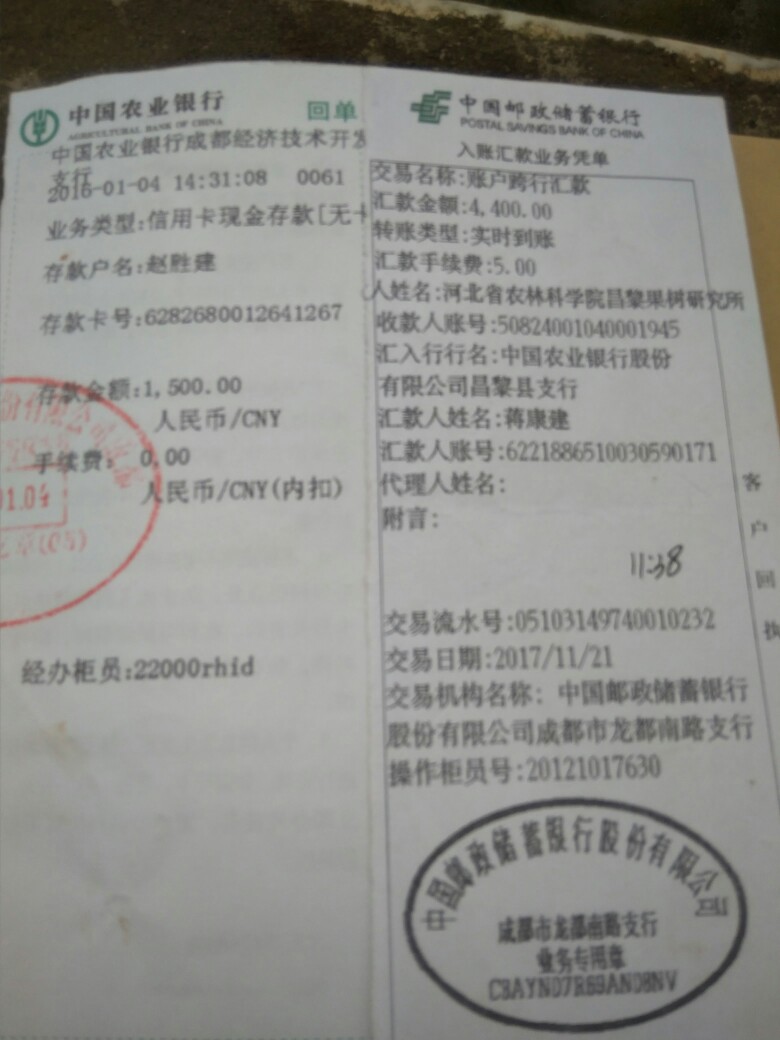 中国农业银行
AGRICULTURAL BANK OF CHINA
回单
中国农业银行成都经济技术开发
支行
2016-01-04 14:31:08 0061
业务类型:信用卡现金存款[无卡
存款户名:赵胜建
存款卡号:6282680012641267
存款金额:1,500.00
人民币/CNY
手续费: 0.00
人民币/CNY(内扣)
01.04
章(05)
经办柜员:22000rhid
中国邮政储蓄银行
POSTAL SAVINGS BANK OF CHINA
入账汇款业务凭单
交易名称:账户跨行汇款
汇款金额:4,400.00
转账类型:实时到账
汇款手续费:5.00
人姓名:河北省农林科学院昌黎果树研究所
收款人账号:50824001040001945
汇入行行名:中国农业银行股份
有限公司昌黎县支行
汇款人姓名:蒋康建
汇款人账号:6221886510030590171
代理人姓名:
附言:
11:38
交易流水号:05103149740010232
交易日期:2017/11/21
交易机构名称: 中国邮政储蓄银行
股份有限公司成都市龙都南路支行
操作柜员号:20121017630
客户回执
中国邮政储蓄银行股份有限公司
成都市龙都南路支行
业务专用章
C3AYND7R69AND8NV